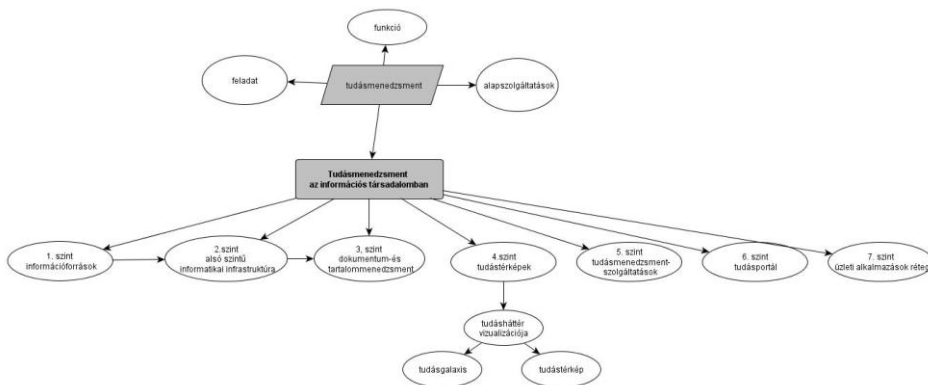 funkció
feladat
tudásmenedzsment
alapszolgáltatások
Tudásmenedzsment
az információs társadalomban
1. szint
információforrások
2.szint
alsó szintű
informatikai infrastruktúra
3. szint
dokumentum-és
tartalommenedzsment
4.szint
tudástérképek
5. szint
tudásmenedzsment-
szolgáltatások
6. szint
tudásportál
7. szint
üzleti alkalmazások réteg
tudásháttér
vizualizációja
tudásgalaxis
tudástérkép